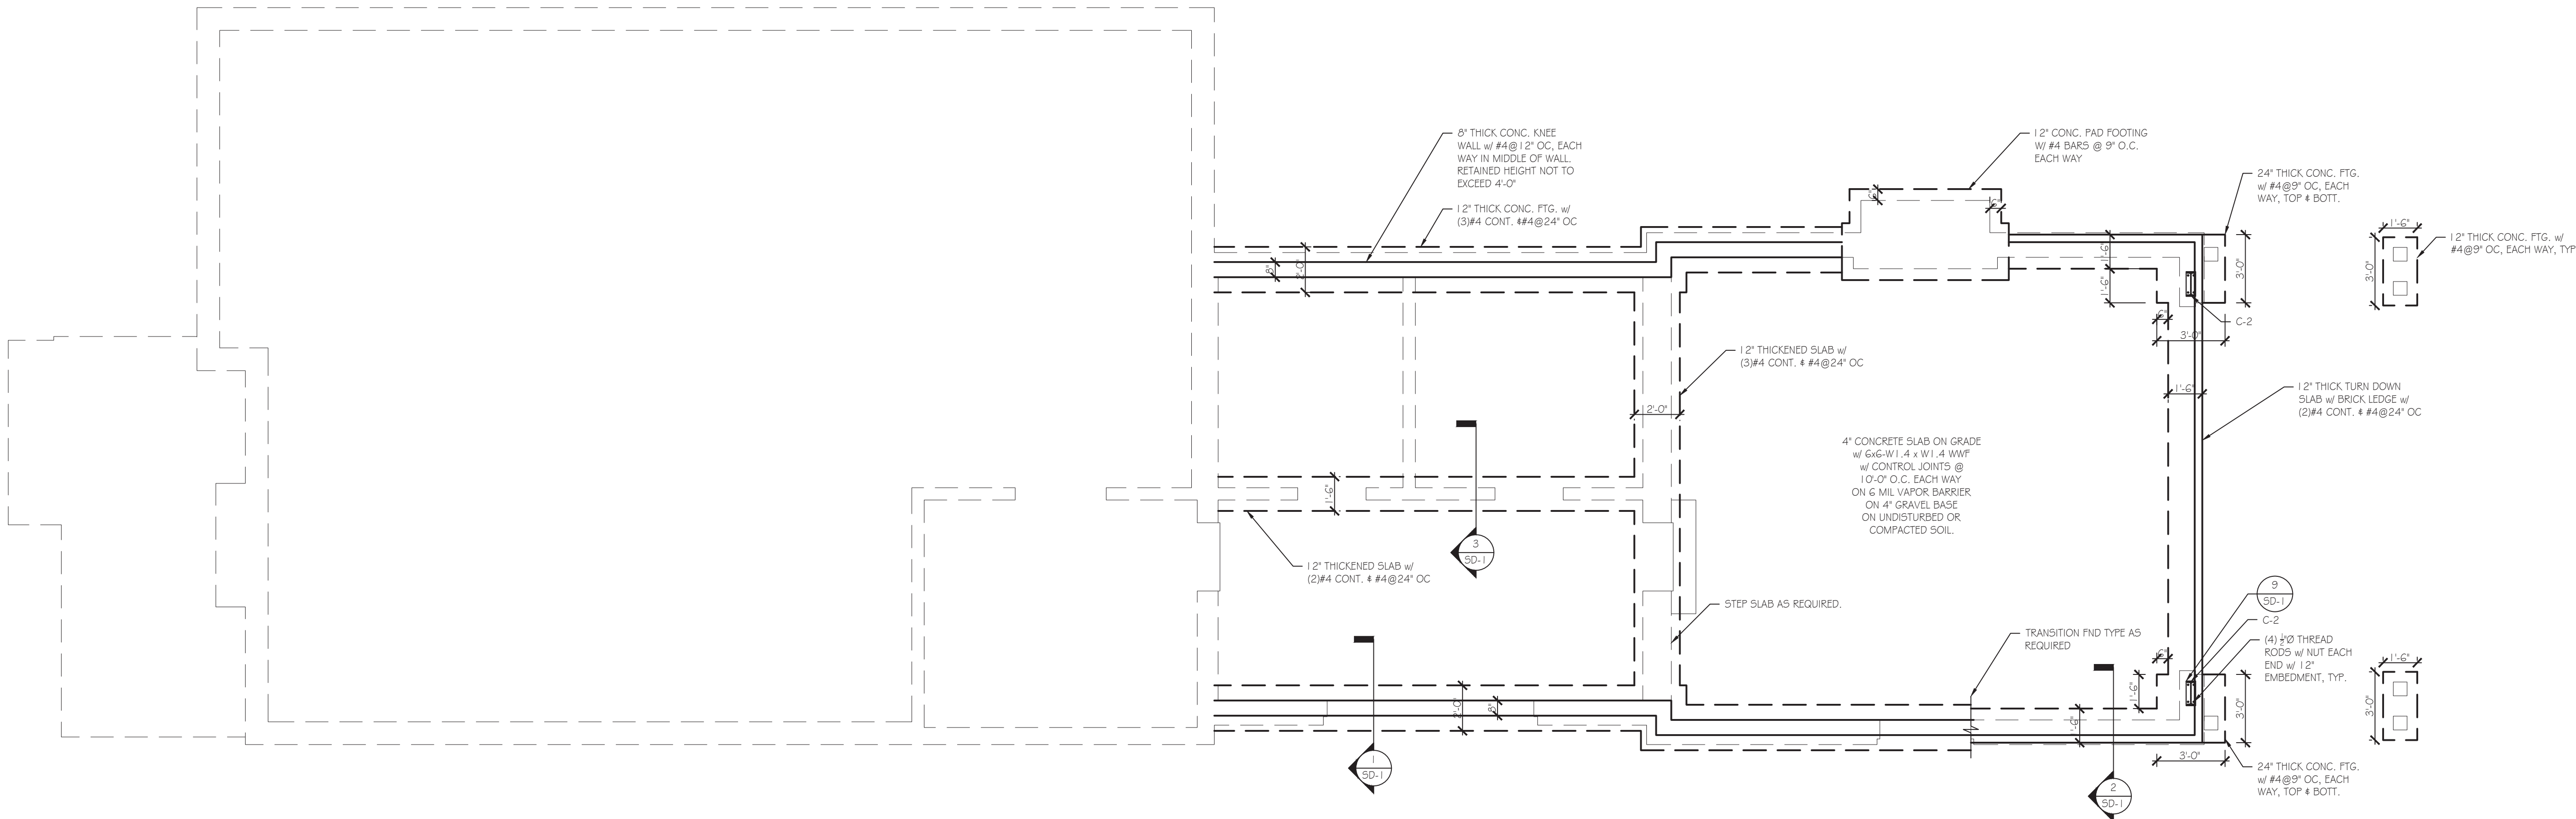 8" THICK CONC. KNEE
WALL w/ #4@12" OC, EACH
WAY IN MIDDLE OF WALL.
RETAINED HEIGHT NOT TO
EXCEED 4'-0"
12" THICK CONC. FTG. w/
(3)#4 CONT. &#4@24" OC
12" CONC. PAD FOOTING
W/ #4 BARS @ 9" O.C.
EACH WAY
24" THICK CONC. FTG.
w/ #4@9" OC, EACH
WAY, TOP & BOTT.
12" THICK CONC. FTG. w/
#4@9" OC, EACH WAY, TYP
1'-6"
3'-0"
6"
6"
8"
2'-0"
1'-6"
1'-6"
3'-0"
C-2
6"
3'-0"
12" THICKENED SLAB w/
(3)#4 CONT. & #4@24" OC
2'-0"
1'-6"
12" THICK TURN DOWN
SLAB w/ BRICK LEDGE w/
(2)#4 CONT. & #4@24" OC
4" CONCRETE SLAB ON GRADE
w/ 6x6-W1.4 x W1.4 WWF
w/ CONTROL JOINTS @
10'-0" O.C. EACH WAY
ON 6 MIL VAPOR BARRIER
ON 4" GRAVEL BASE
ON UNDISTURBED OR
COMPACTED SOIL.
1'-6"
3
SD-1
12" THICKENED SLAB w/
(2)#4 CONT. & #4@24" OC
STEP SLAB AS REQUIRED.
9
SD-1
C-2
(4) ½"Ø THREAD
RODS w/ NUT EACH
END w/ 12"
EMBEDMENT, TYP.
TRANSITION FND TYPE AS
REQUIRED
6"
1'-6"
3'-0"
1'-6"
3'-0"
2'-0"
8"
1'-6"
3'-0"
1
SD-1
2
SD-1
24" THICK CONC. FTG.
w/ #4@9" OC, EACH
WAY, TOP & BOTT.